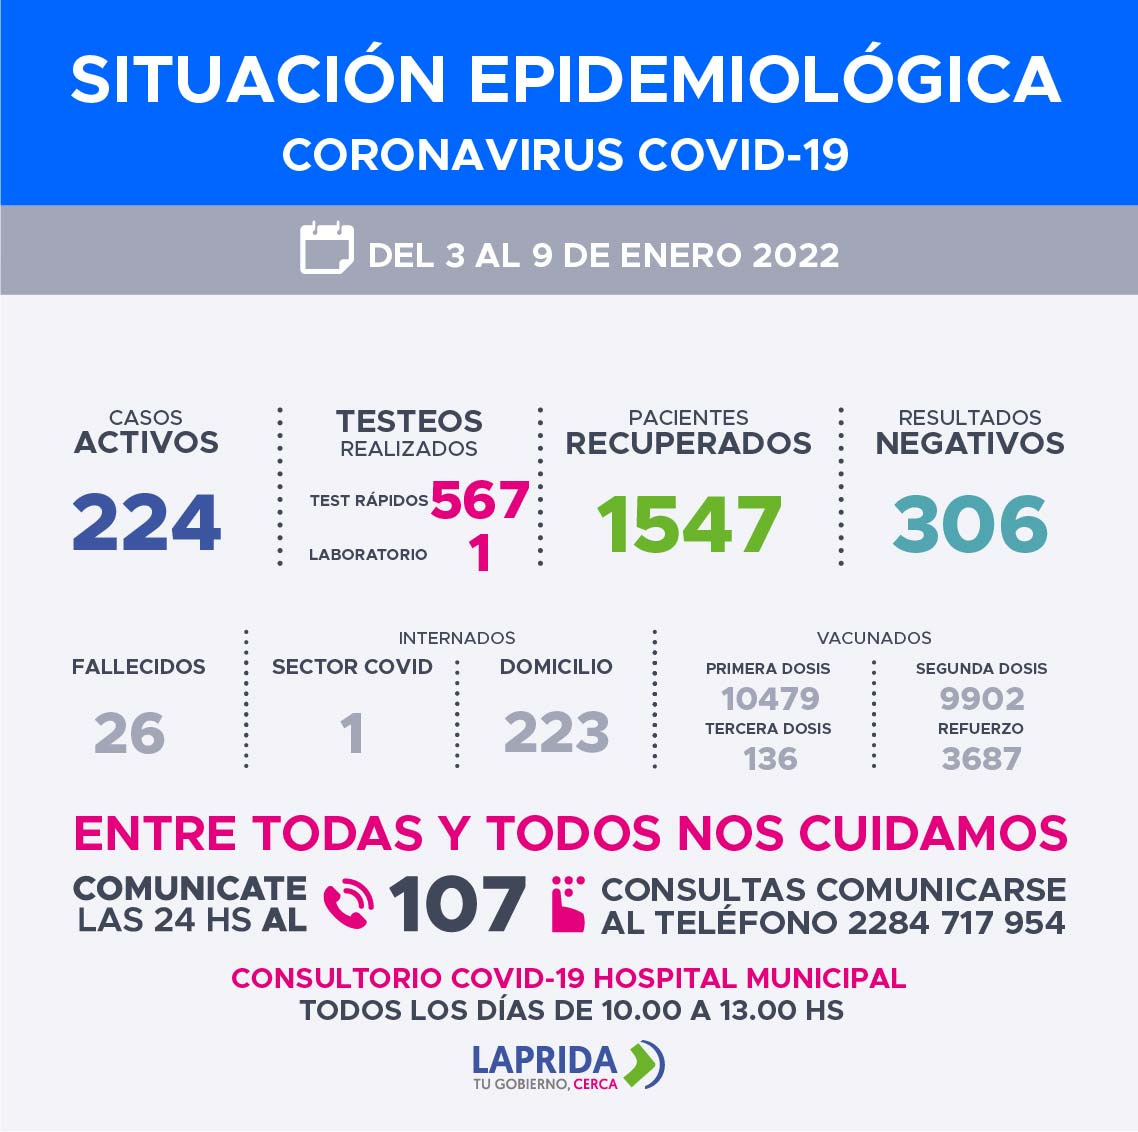 SITUACIÓN EPIDEMIOLÓGICA
CORONAVIRUS COVID-19
DEL 3 AL 9 DE ENERO 2022
CASOS
ACTIVOS
224
TESTEOS
REALIZADOS
TEST RÁPIDOS 567
LABORATORIO 1
PACIENTES
RECUPERADOS
1547
RESULTADOS
NEGATIVOS
306
FALLECIDOS
26
INTERNADOS
SECTOR COVID
1
DOMICILIO
223
VACUNADOS
PRIMERA DOSIS
10479
TERCERA DOSIS
136
SEGUNDA DOSIS
9902
REFUERZO
3687
ENTRE TODAS Y TODOS NOS CUIDAMOS
COMUNICATE
LAS 24 HS AL
107
CONSULTAS COMUNICARSE
AL TELÉFONO 2284 717 954
CONSULTORIO COVID-19 HOSPITAL MUNICIPAL
TODOS LOS DÍAS DE 10.00 A 13.00 HS
LAPRIDA
TU GOBIERNO, CERCA